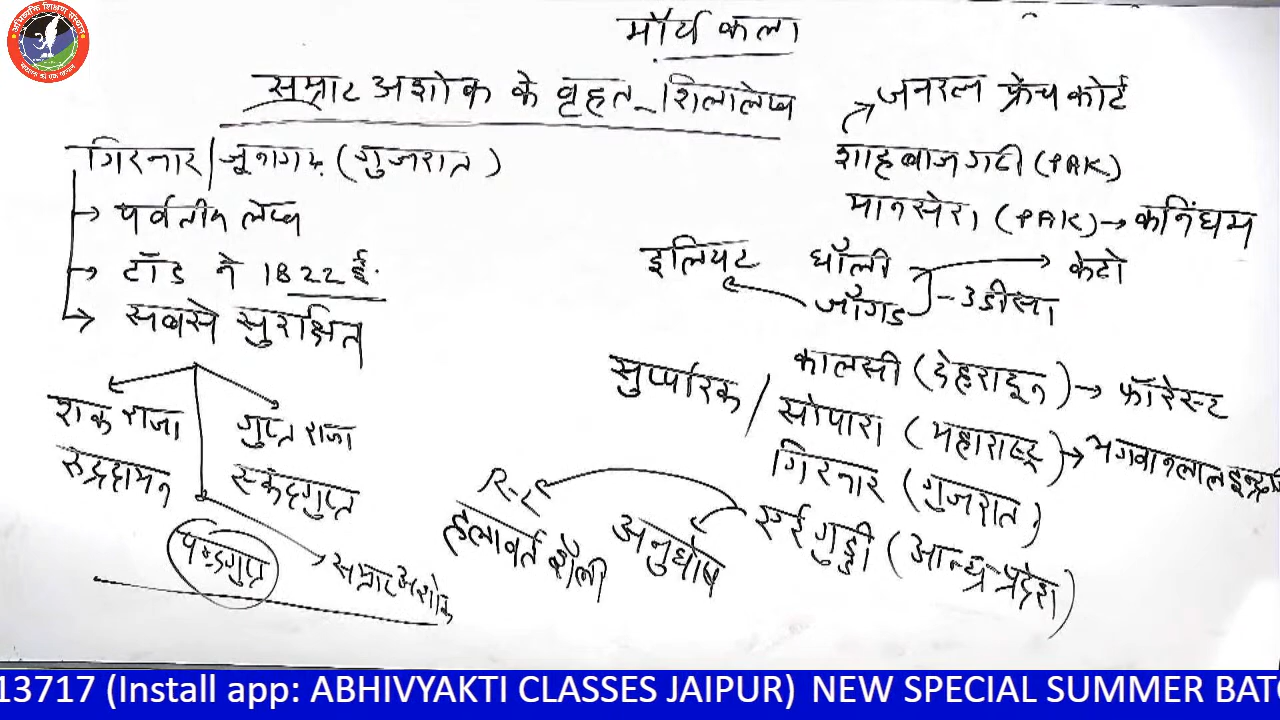 मौर्य कला
सम्राट अशोक के वृहत शिलालेख
गिरनार/जूनागढ़ (गुजरात)
→ पर्वतीय लेख
→ टॉड ने 1822 ई.
→ सबसे सुरक्षित
शक राजा
रुद्रदामन
गुप्त राजा
स्कंदगुप्त
चन्द्रगुप्त
सम्राट अशोक
जनरल फ्रेंच कोर्ट
शाहबाजगढी (PAK)
मानसेरा (PAK) → कनिंघम
इलियट धौली → केटो
जौगड - उडीसा
कालसी (देहरादून) → फॉरेस्ट
सुर्प्पारक / सोपारा (महाराष्ट्र) → भगवानलाल
गिरनार (गुजरात)
एर्रगुड्डी (आन्ध्रप्रदेश)
R-L
हलावर्त शैली
अनुघोष
13717 (Install app: ABHIVYAKTI CLASSES JAIPUR) NEW SPECIAL SUMMER BATC